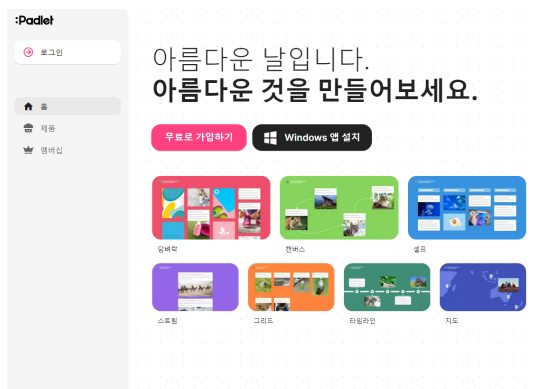 :Padlet
로그인
홈
제품
멤버십
아름다운 날입니다.
아름다운 것을 만들어보세요.
무료로 가입하기
Windows 앱 설치
담벼락
캔버스
셀프
스트림
그리드
타임라인
지도